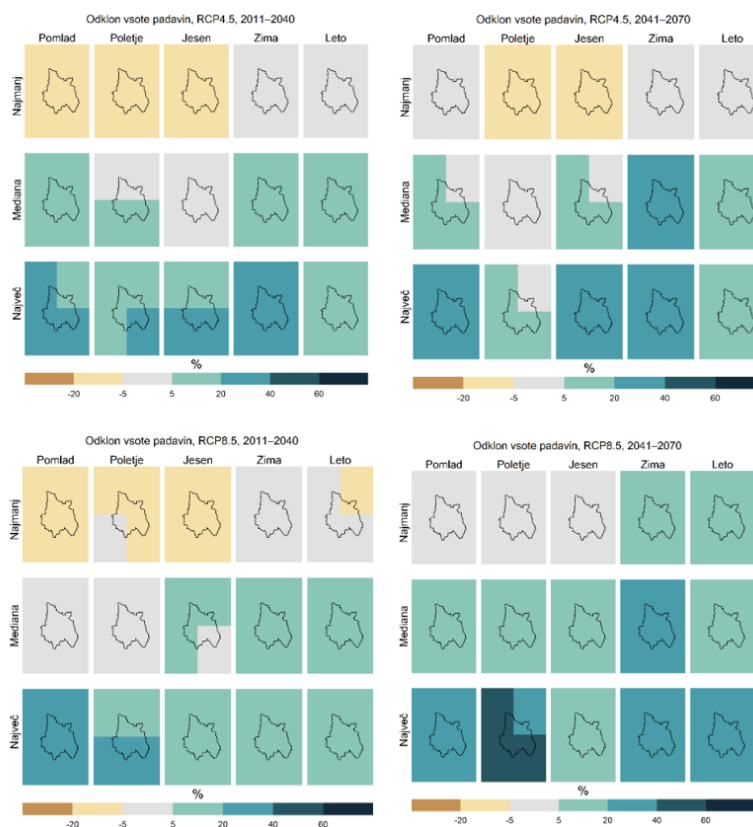 Odklon vsote padavin, RCP4.5, 2011–2040
Pomlad Poletje Jesen Zima Leto
Najmanj
Mediana
Največ
%
-20 -5 5 20 40 60
Odklon vsote padavin, RCP4.5, 2041–2070
Pomlad Poletje Jesen Zima Leto
Najmanj
Mediana
Največ
%
-20 -5 5 20 40 60
Odklon vsote padavin, RCP8.5, 2011–2040
Pomlad Poletje Jesen Zima Leto
Najmanj
Mediana
Največ
%
-20 -5 5 20 40 60
Odklon vsote padavin, RCP8.5, 2041–2070
Pomlad Poletje Jesen Zima Leto
Najmanj
Mediana
Največ
%
-20 -5 5 20 40 60